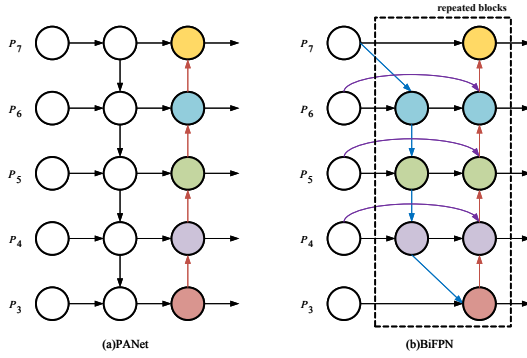 repeated blocks
P7 P7
P6 P6
P5 P5
P4 P4
P3 P3
(a)PANet (b)BiFPN